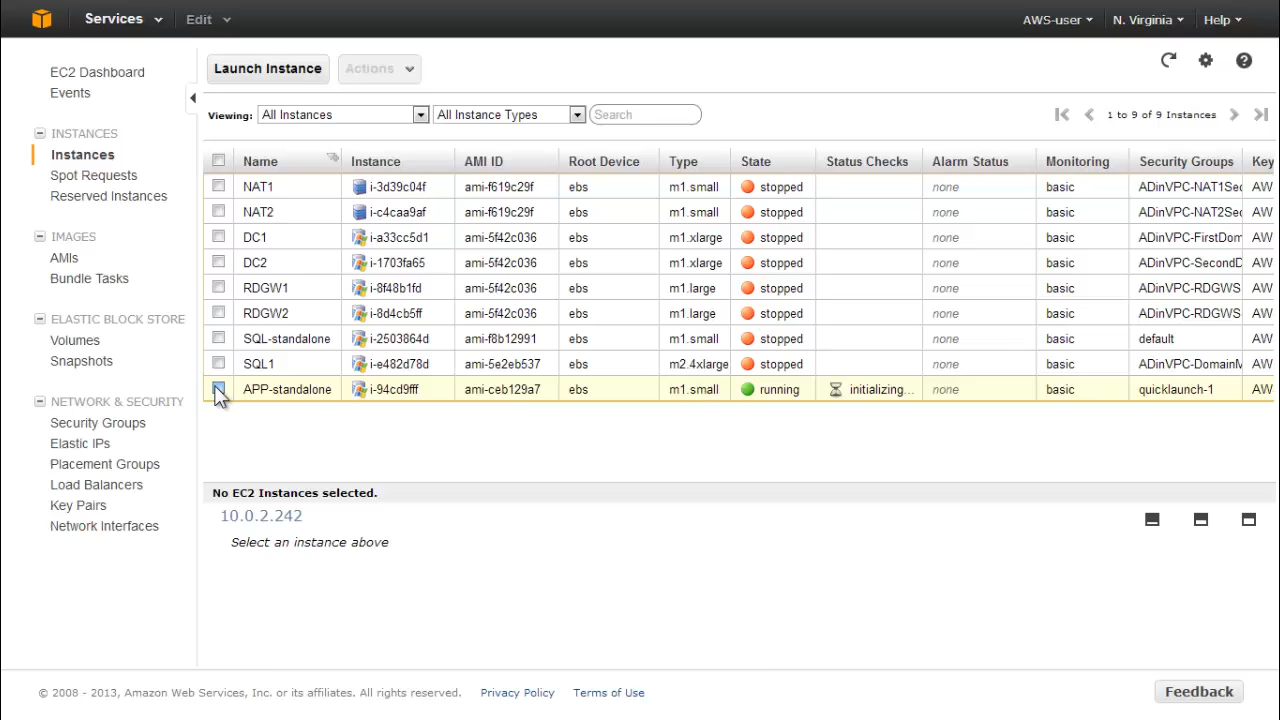 Services Edit AWS-user N. Virginia Help
EC2 Dashboard
Events
INSTANCES
Instances
Spot Requests
Reserved Instances
IMAGES
AMIs
Bundle Tasks
ELASTIC BLOCK STORE
Volumes
Snapshots
NETWORK & SECURITY
Security Groups
Elastic IPs
Placement Groups
Load Balancers
Key Pairs
Network Interfaces
Launch Instance Actions
Viewing: All Instances All Instance Types Search 1 to 9 of 9 Instances
Name Instance AMI ID Root Device Type State Status Checks Alarm Status Monitoring Security Groups Key
NAT1 i-3d39c04f ami-f619c29f ebs m1.small stopped none basic ADinVPC-NAT1Sec AW
NAT2 i-c4caa9af ami-f619c29f ebs m1.small stopped none basic ADinVPC-NAT2Sec AW
DC1 i-a33cc5d1 ami-5f42c036 ebs m1.xlarge stopped none basic ADinVPC-FirstDom AW
DC2 i-1703fa65 ami-5f42c036 ebs m1.xlarge stopped none basic ADinVPC-SecondD AW
RDGW1 i-8f48b1fd ami-5f42c036 ebs m1.large stopped none basic ADinVPC-RDGWS AW
RDGW2 i-8d4cb5ff ami-5f42c036 ebs m1.large stopped none basic ADinVPC-RDGWS AW
SQL-standalone i-2503864d ami-f8b12991 ebs m1.small stopped none basic default AW
SQL1 i-e482d78d ami-5e2eb537 ebs m2.4xlarge stopped none basic ADinVPC-DomainM AW
APP-standalone i-94cd9fff ami-ceb129a7 ebs m1.small running initializing... none basic quicklaunch-1 AW
No EC2 Instances selected.
10.0.2.242
Select an instance above
© 2008 - 2013, Amazon Web Services, Inc. or its affiliates. All rights reserved. Privacy Policy Terms of Use Feedback